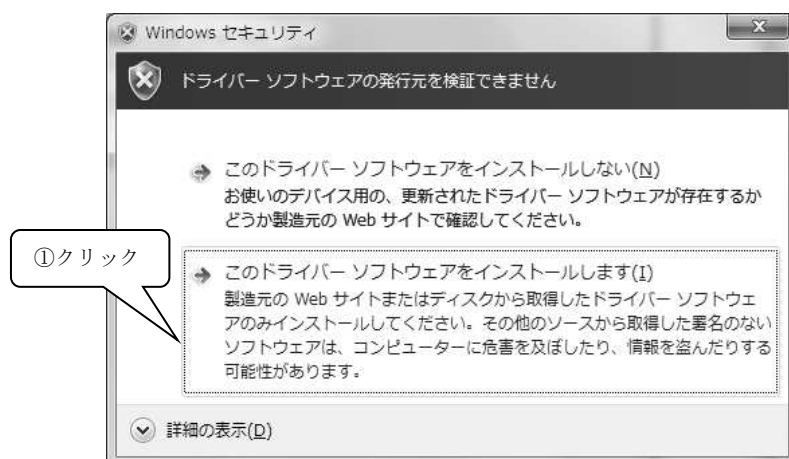 Windows セキュリティ
ドライバー ソフトウェアの発行元を検証できません
このドライバー ソフトウェアをインストールしない(N)
お使いのデバイス用の、更新されたドライバー ソフトウェアが存在するか
どうか製造元の Web サイトで確認してください。
①クリック
このドライバー ソフトウェアをインストールします(I)
製造元の Web サイトまたはディスクから取得したドライバー ソフトウェ
アのみインストールしてください。その他のソースから取得した署名のない
ソフトウェアは、コンピューターに危害を及ぼしたり、情報を盗んだりする
可能性があります。
詳細の表示(D)